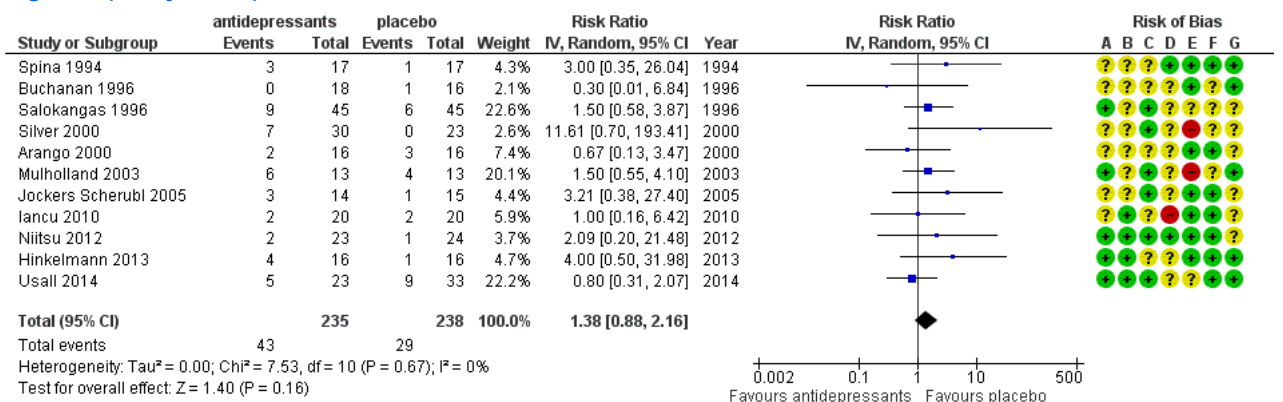 antidepressants placebo Risk Ratio Risk Ratio Risk of Bias
Study or Subgroup Events Total Events Total Weight IV, Random, 95% CI Year IV, Random, 95% CI A B C D E F G
Spina 1994 3 17 1 17 4.3% 3.00 [0.35, 26.04] 1994 ? ? ? + + + +
Buchanan 1996 0 18 1 16 2.1% 0.30 [0.01, 6.84] 1996 ? ? ? ? + ? +
Salokangas 1996 9 45 6 45 22.6% 1.50 [0.58, 3.87] 1996 + ? + ? ? ? ?
Silver 2000 7 30 0 23 2.6% 11.61 [0.70, 193.41] 2000 ? ? + ? - ? ?
Arango 2000 2 16 3 16 7.4% 0.67 [0.13, 3.47] 2000 ? ? ? ? + + ?
Mulholland 2003 6 13 4 13 20.1% 1.50 [0.55, 4.10] 2003 + ? + ? - ? +
Jockers Scherubl 2005 3 14 1 15 4.4% 3.21 [0.38, 27.40] 2005 ? ? + ? + + ?
Iancu 2010 2 20 2 20 5.9% 1.00 [0.16, 6.42] 2010 ? + ? - + + ?
Niitsu 2012 2 23 1 24 3.7% 2.09 [0.20, 21.48] 2012 + + + + + + ?
Hinkelmann 2013 4 16 1 16 4.7% 4.00 [0.50, 31.98] 2013 + + ? ? + + +
Usall 2014 5 23 9 33 22.2% 0.80 [0.31, 2.07] 2014 + + + ? ? + +
Total (95% CI) 235 238 100.0% 1.38 [0.88, 2.16]
Total events 43 29
Heterogeneity: Tau² = 0.00; Chi² = 7.53, df = 10 (P = 0.67); I² = 0%
Test for overall effect: Z = 1.40 (P = 0.16)
0.002 0.1 1 10 500
Favours antidepressants Favours placebo